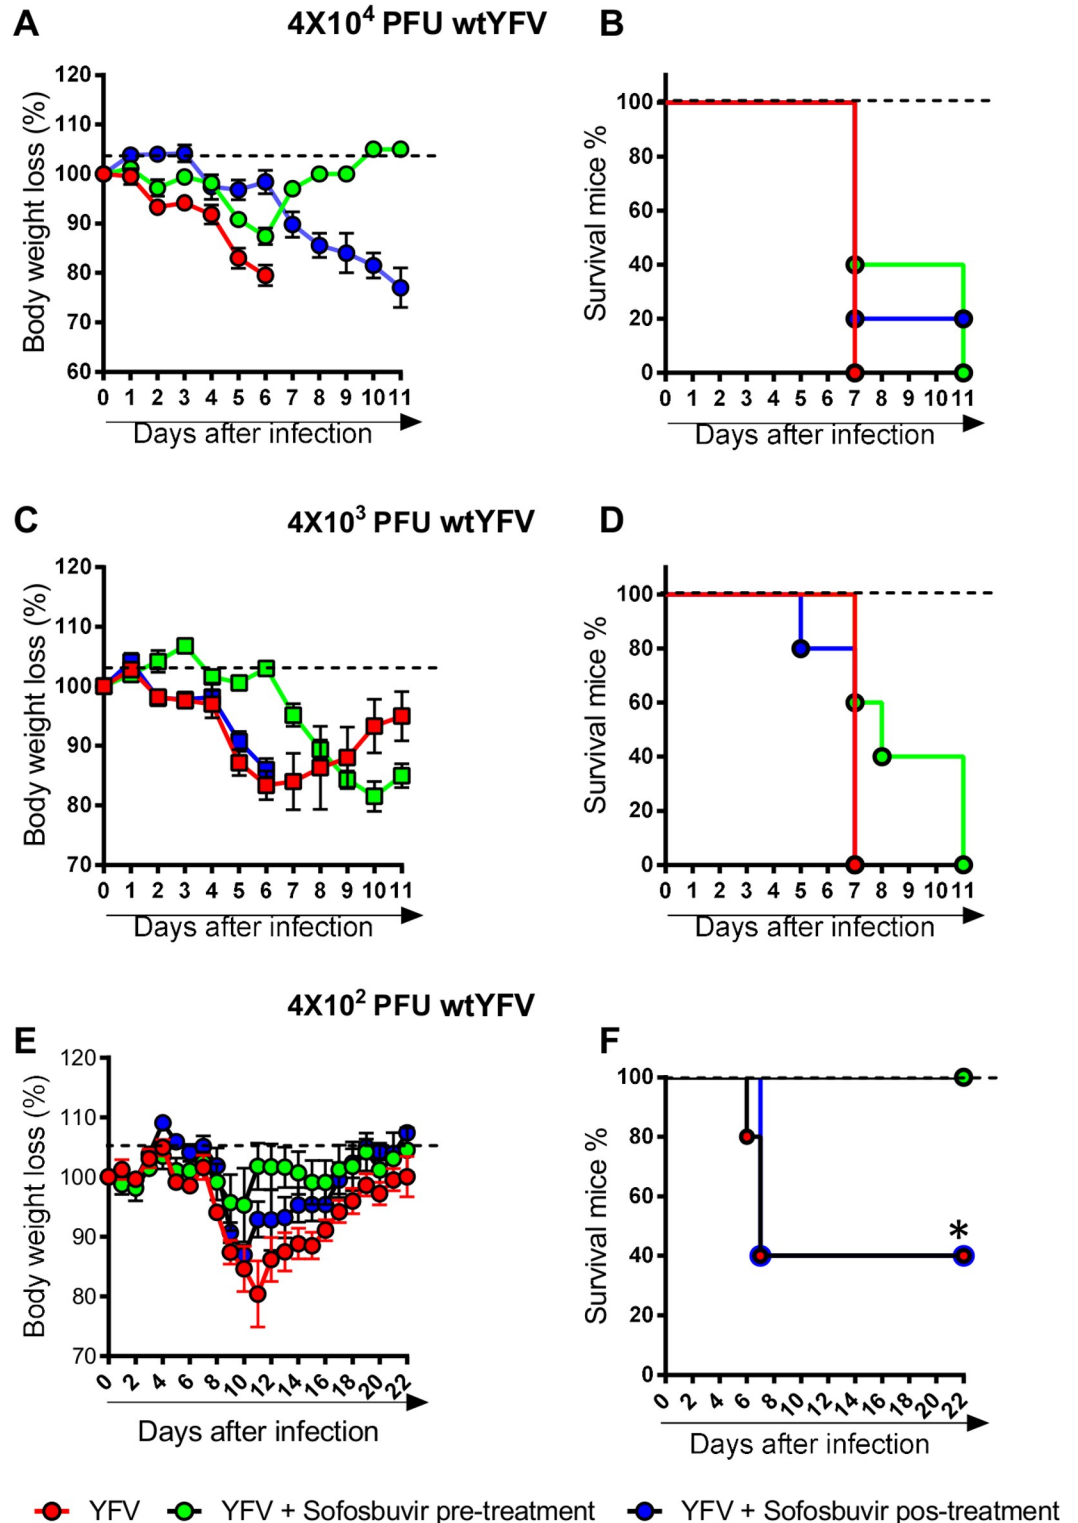 A 4X10⁴ PFU wtYFV B
Body weight loss (%)
120
110
100
90
80
70
60
0 1 2 3 4 5 6 7 8 9 10 11
Days after infection
Survival mice %
100
80
60
40
20
0
0 1 2 3 4 5 6 7 8 9 10 11
Days after infection
C 4X10³ PFU wtYFV D
Body weight loss (%)
120
110
100
90
80
70
0 1 2 3 4 5 6 7 8 9 10 11
Days after infection
Survival mice %
100
80
60
40
20
0
0 1 2 3 4 5 6 7 8 9 10 11
Days after infection
4X10² PFU wtYFV
E F
Body weight loss (%)
120
110
100
90
80
70
0 2 4 6 8 10 12 14 16 18 20 22
Days after infection
Survival mice %
100
80
60
40
20
0
*
0 2 4 6 8 10 12 14 16 18 20 22
Days after infection
YFV YFV + Sofosbuvir pre-treatment YFV + Sofosbuvir pos-treatment